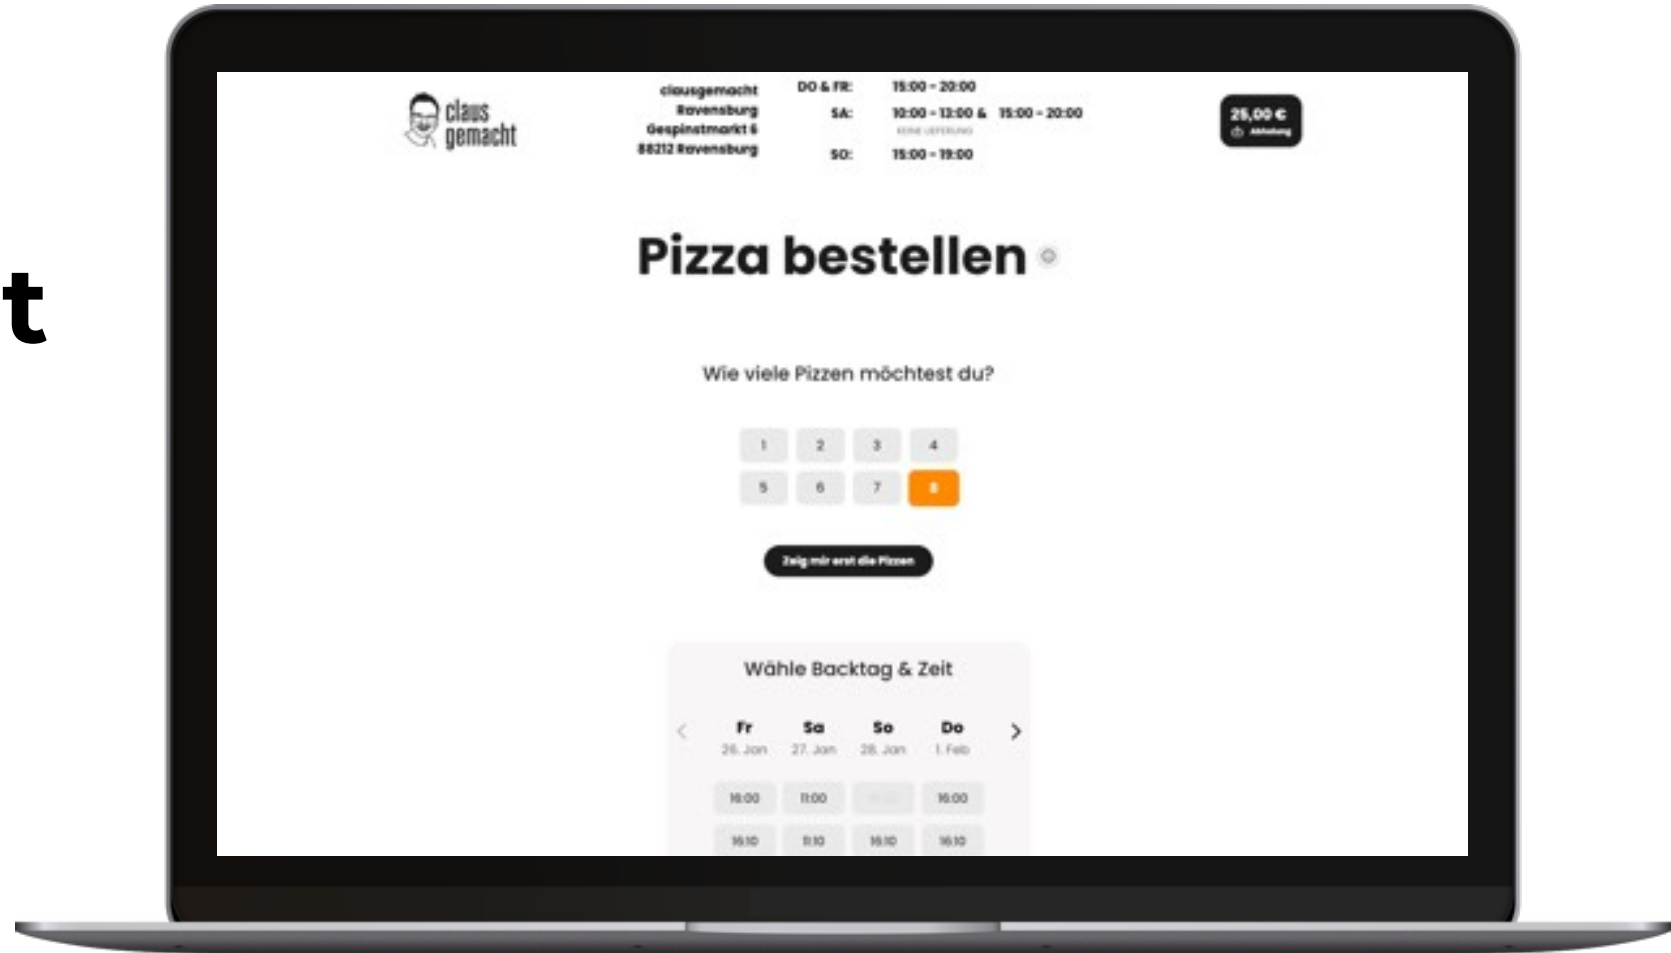 t
claus
gemacht
clausgemacht
Ravensburg
Gespinstmarkt 6
88212 Ravensburg
DO & FR: 15:00 - 20:00
SA: 10:00 - 13:00 & 15:00 - 20:00
KEINE LIEFERUNG
SO: 15:00 - 19:00
25,00 €
Abholung
Pizza bestellen
Wie viele Pizzen möchtest du?
1 2 3 4
5 6 7 8
Zeig mir erst die Pizzen
Wähle Backtag & Zeit
< Fr Sa So Do >
26. Jan 27. Jan 28. Jan 1. Feb
16:00 11:00 16:00
16:10 11:10 16:10 16:10